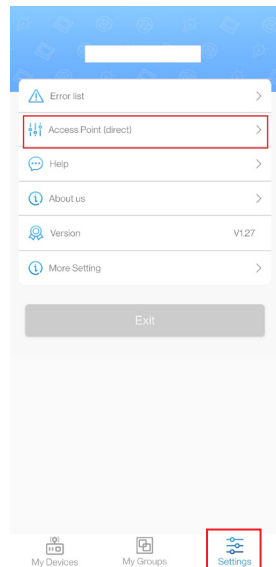 Error list
Access Point (direct)
Help
About us
Version V1.27
More Setting
Exit
My Devices My Groups Settings